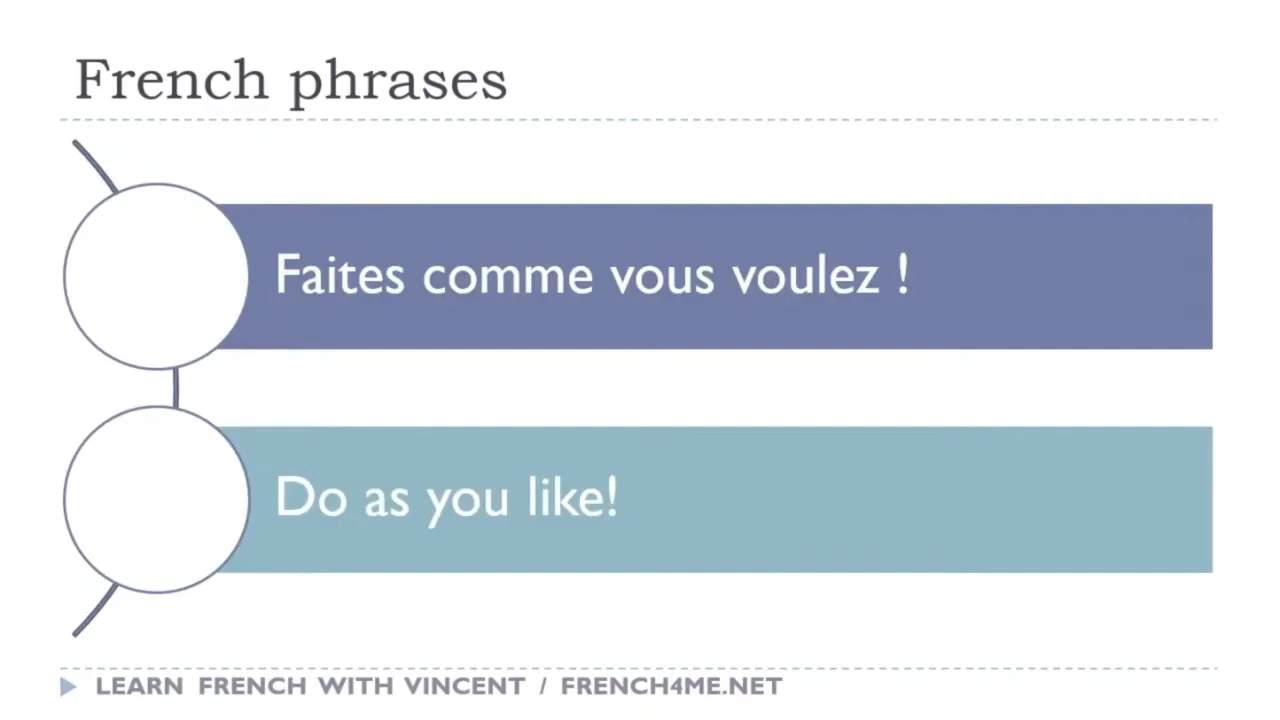 French phrases
Faites comme vous voulez !
Do as you like!
LEARN FRENCH WITH VINCENT / FRENCH4ME.NET